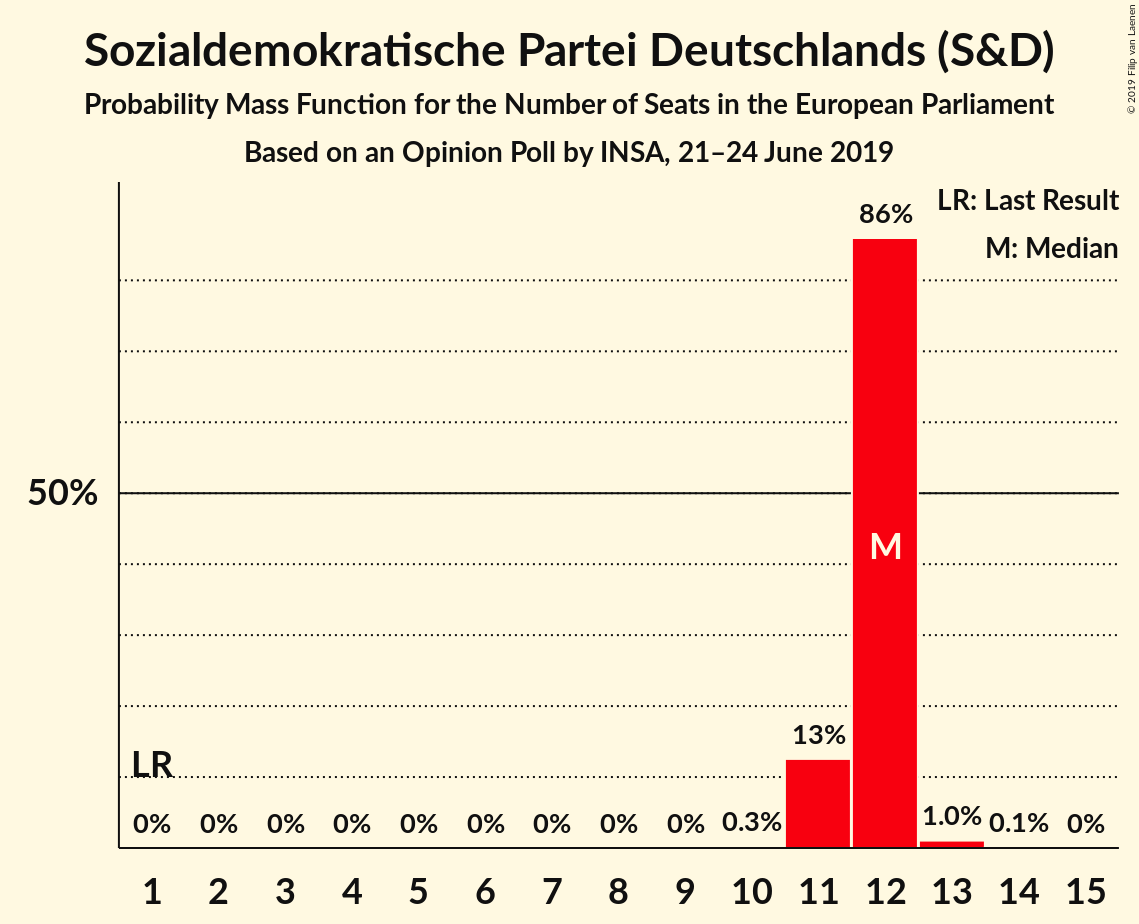 Sozialdemokratische Partei Deutschlands (S&D)
Probability Mass Function for the Number of Seats in the European Parliament
Based on an Opinion Poll by INSA, 21–24 June 2019
© 2019 Filip van Laenen
LR: Last Result
M: Median
86%
50%
M
13%
LR
0% 0% 0% 0% 0% 0% 0% 0% 0% 0.3% 1.0% 0.1% 0%
1 2 3 4 5 6 7 8 9 10 11 12 13 14 15